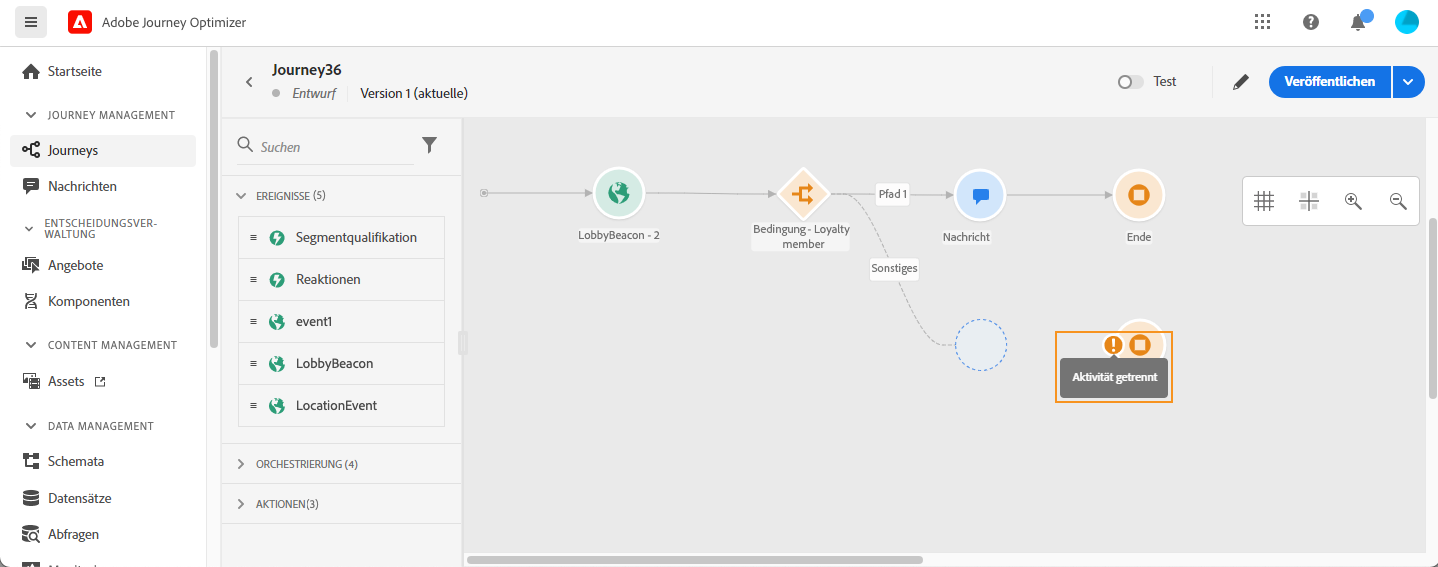 Adobe Journey Optimizer
Startseite
JOURNEY MANAGEMENT
Journeys
Nachrichten
ENTSCHEIDUNGSVER-
WALTUNG
Angebote
Komponenten
CONTENT MANAGEMENT
Assets
DATA MANAGEMENT
Schemata
Datensätze
Abfragen
Journey36
Entwurf
Version 1 (aktuelle)
Test
Veröffentlichen
Suchen
EREIGNISSE (5)
Segmentqualifikation
Reaktionen
event1
LobbyBeacon
LocationEvent
ORCHESTRIERUNG (4)
AKTIONEN(3)
LobbyBeacon - 2
Bedingung - Loyalty
member
Pfad 1
Nachricht
Ende
Sonstiges
Aktivität getrennt